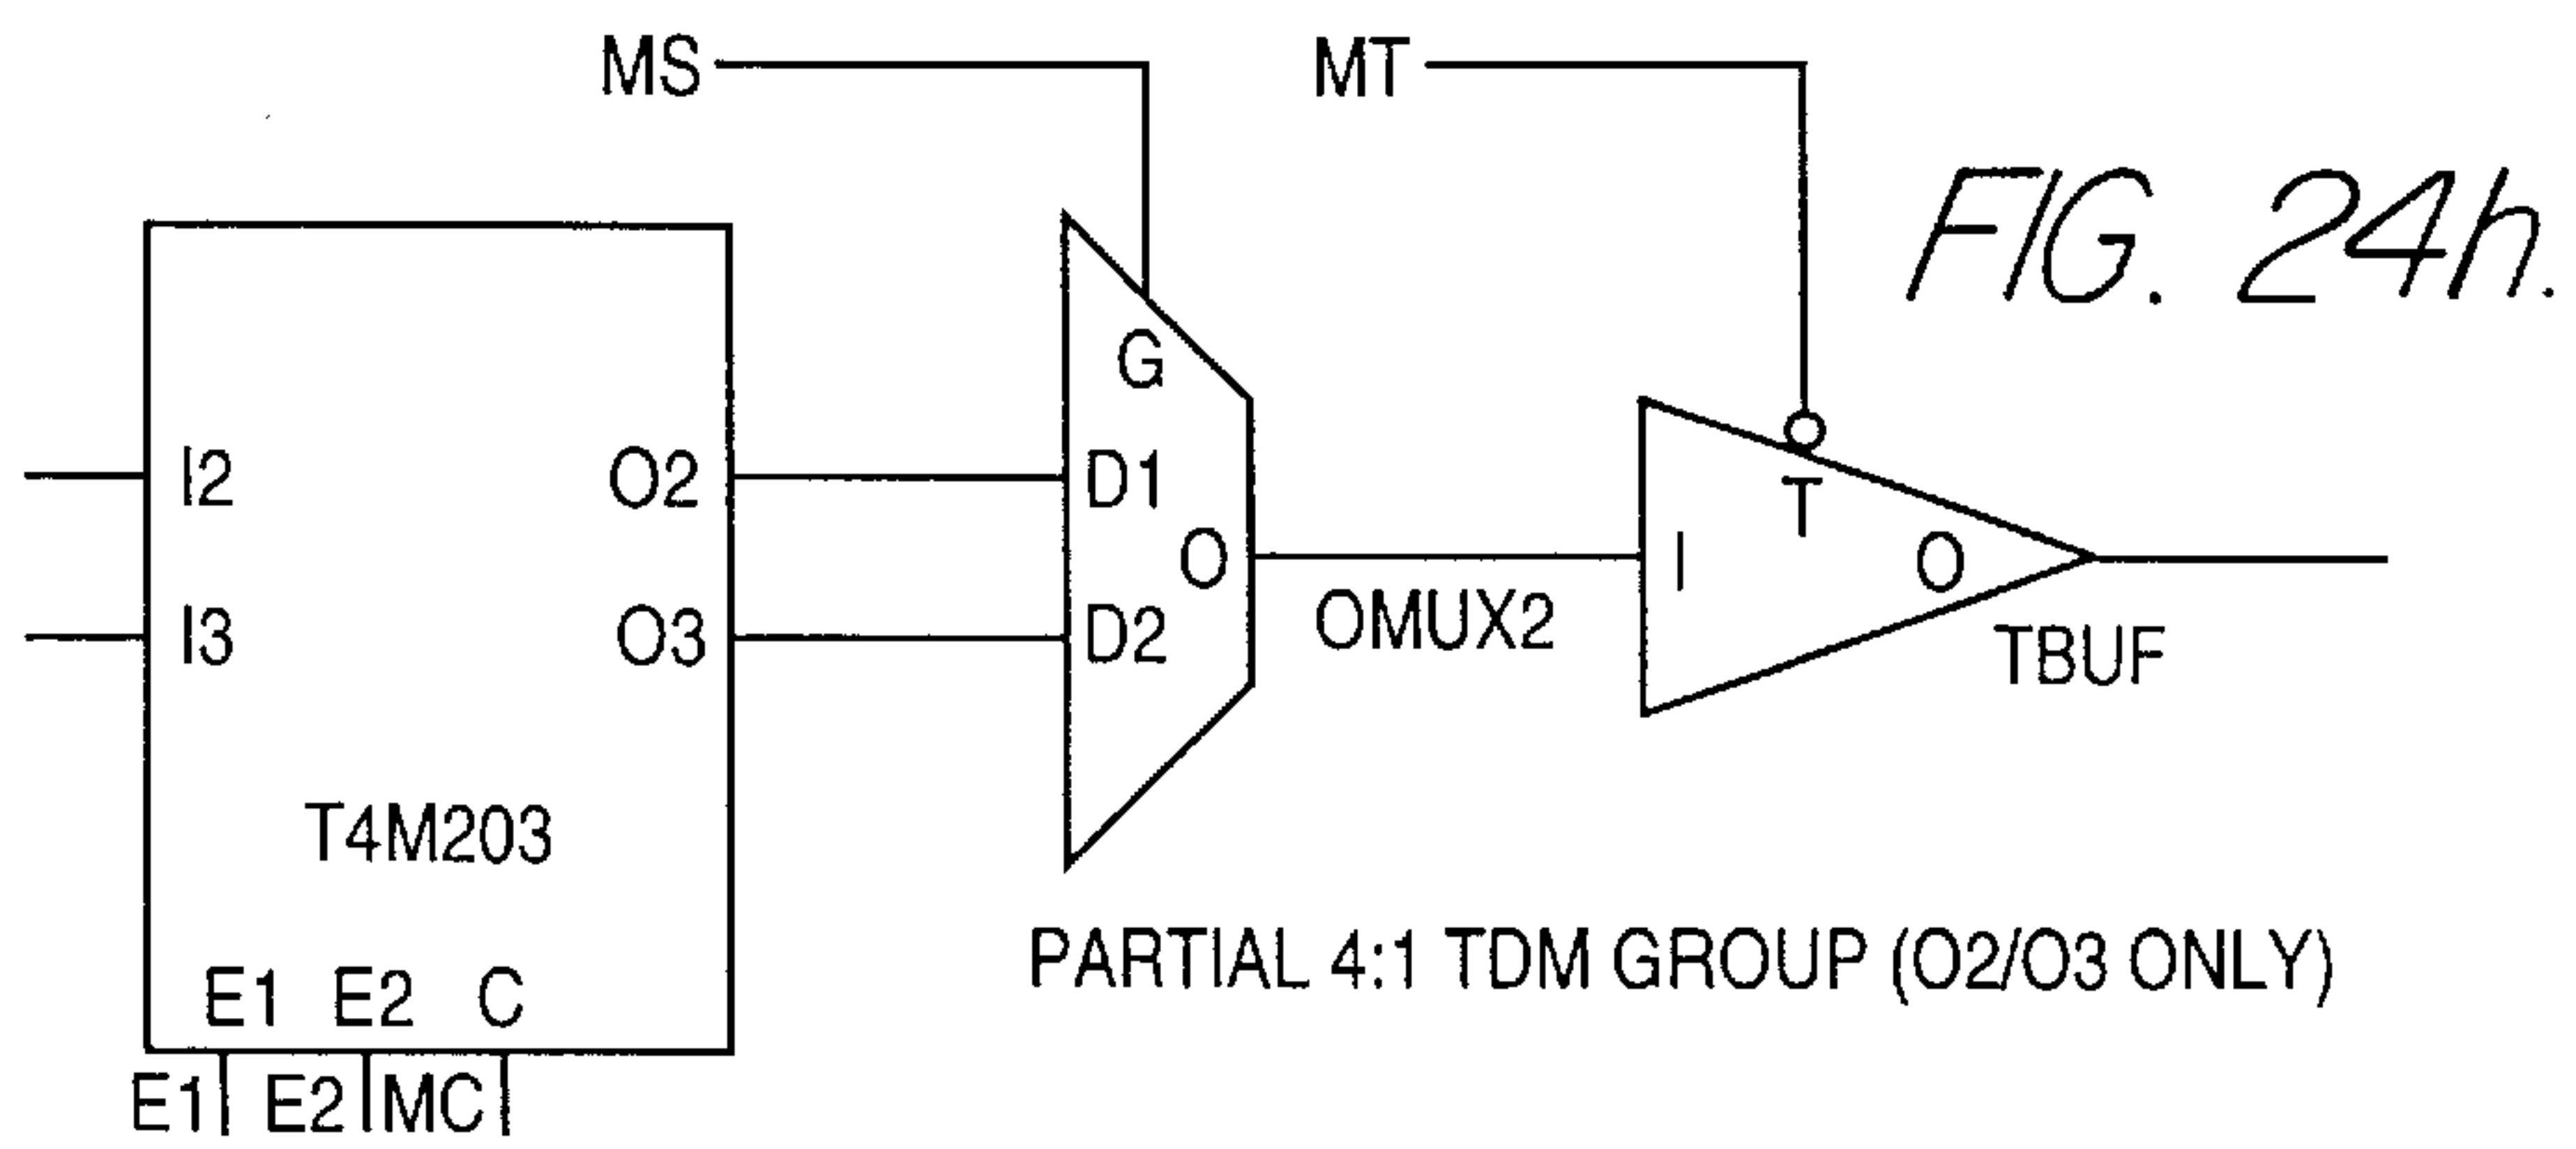 MS
MT
FIG. 24h.
G
I2
O2
D1
T
O
I
O
I3
O3
D2
OMUX2
TBUF
T4M203
PARTIAL 4:1 TDM GROUP (O2/O3 ONLY)
E1 E2 C
E1 E2 MC